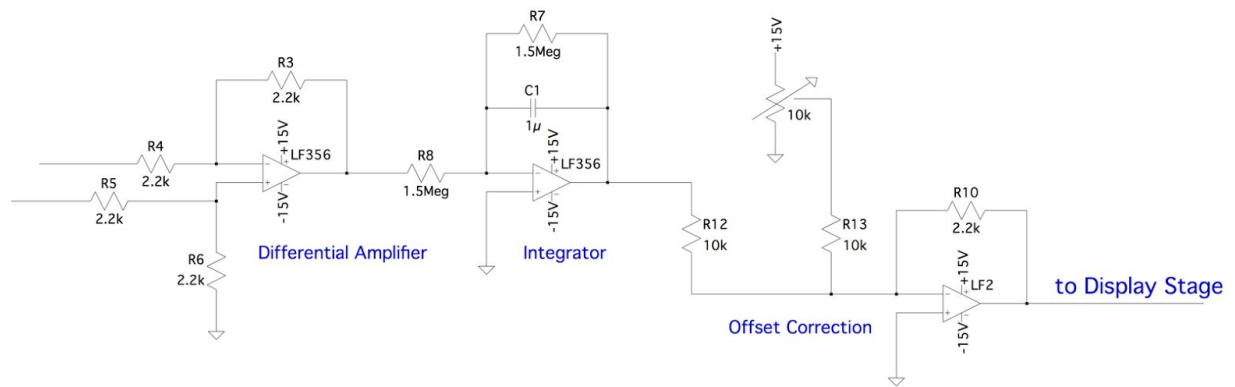 R7
1.5Meg
C1
1µ
R3
2.2k
+15V
LF356
-15V
R4
2.2k
R5
2.2k
R6
2.2k
Differential Amplifier
R8
1.5Meg
+15V
LF356
-15V
Integrator
+15V
10k
R12
10k
R13
10k
R10
2.2k
+15V
LF2
-15V
Offset Correction
to Display Stage